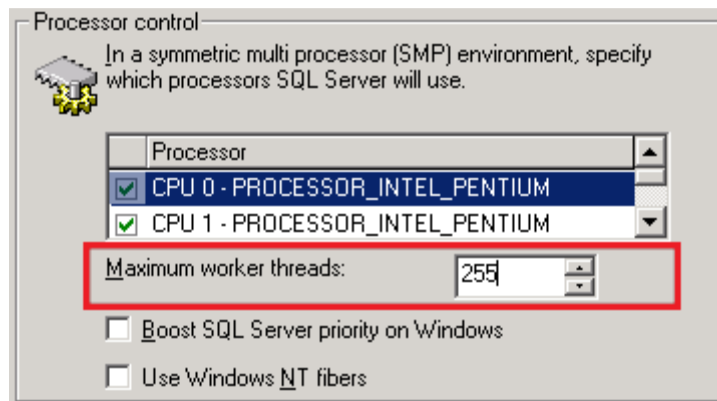 Processor control
In a symmetric multi processor (SMP) environment, specify
which processors SQL Server will use.
Processor
CPU 0 - PROCESSOR_INTEL_PENTIUM
CPU 1 - PROCESSOR_INTEL_PENTIUM
Maximum worker threads: 255
Boost SQL Server priority on Windows
Use Windows NT fibers